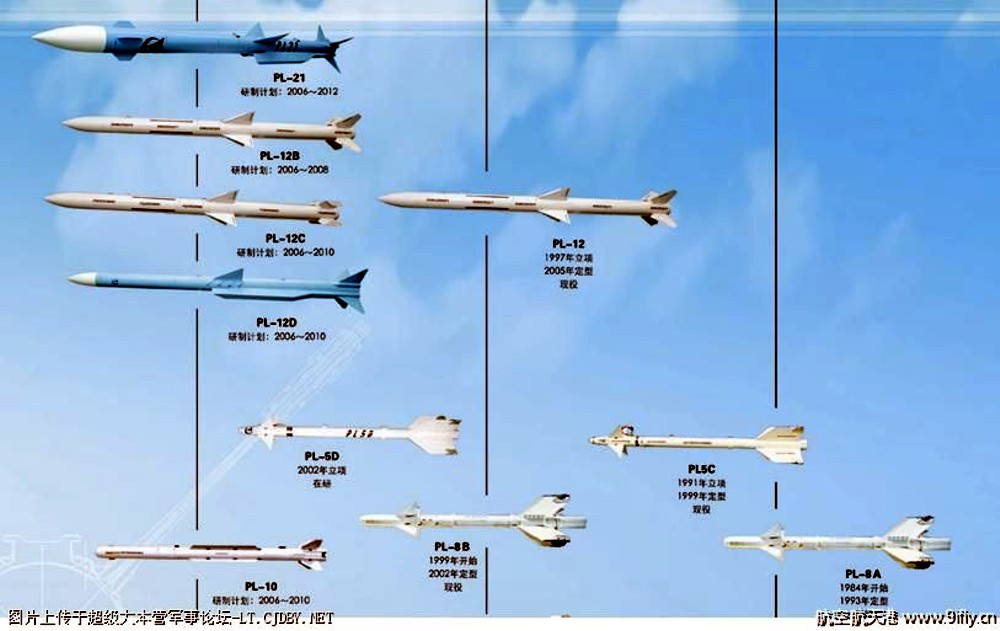 PL-21
研制计划：2006～2012
PL-12B
研制计划：2006～2008
PL-12C
研制计划：2006～2010
PL-12
1997年立项
2005年定型
现役
PL-12D
研制计划：2006～2010
PL5D
PL-5D
2002年立项
在研
PL5C
1991年立项
1999年定型
现役
PL-8B
1999年开始
2002年定型
现役
PL-10
研制计划：2006～2010
PL-8A
1984年开始
1993年定型
图片上传于超级大本营军事论坛-LT.CJDBY.NET
航空航天港 www.9ifly.cn